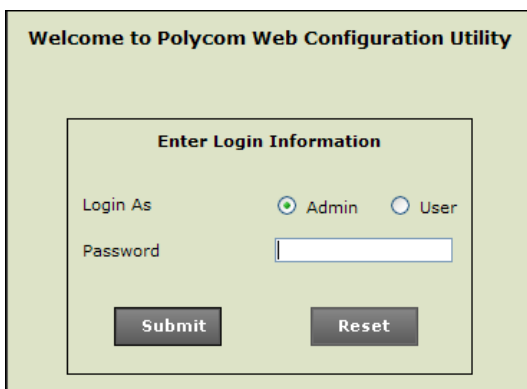 Welcome to Polycom Web Configuration Utility
Enter Login Information
Login As Admin User
Password
Submit Reset